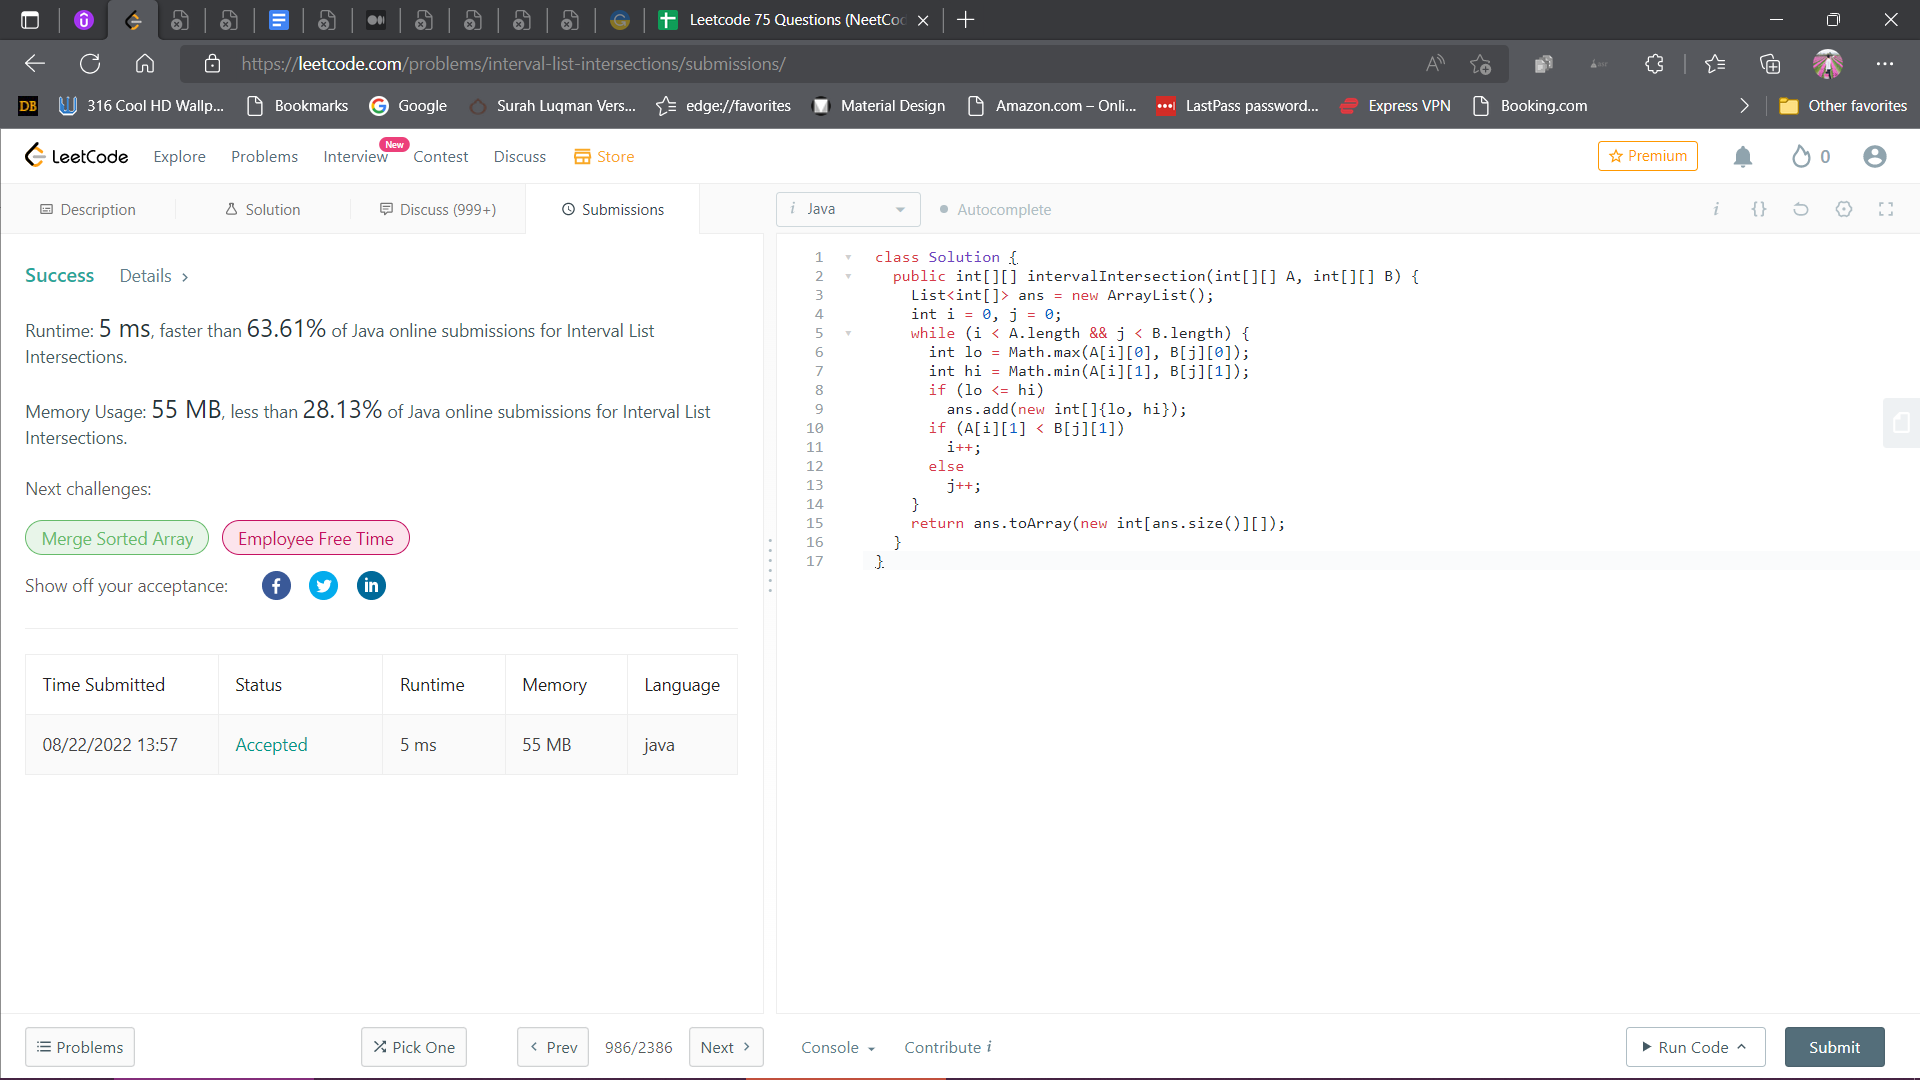 Leetcode 75 Questions (NeetCo
https://leetcode.com/problems/interval-list-intersections/submissions/
DB
316 Cool HD Wallp...
Bookmarks
Google
Surah Luqman Vers...
edge://favorites
Material Design
Amazon.com – Onli...
LastPass password...
Express VPN
Booking.com
Other favorites
LeetCode
Explore
Problems
Interview
New
Contest
Discuss
Store
Premium
0
Description
Solution
Discuss (999+)
Submissions
i Java
Autocomplete
i
{}
Success
Details >
Runtime: 5 ms, faster than 63.61% of Java online submissions for Interval List
Intersections.
Memory Usage: 55 MB, less than 28.13% of Java online submissions for Interval List
Intersections.
Next challenges:
Merge Sorted Array
Employee Free Time
Show off your acceptance:
Time Submitted Status Runtime Memory Language
08/22/2022 13:57 Accepted 5 ms 55 MB java
1 class Solution {
2 public int[][] intervalIntersection(int[][] A, int[][] B) {
3 List<int[]> ans = new ArrayList();
4 int i = 0, j = 0;
5 while (i < A.length && j < B.length) {
6 int lo = Math.max(A[i][0], B[j][0]);
7 int hi = Math.min(A[i][1], B[j][1]);
8 if (lo <= hi)
9 ans.add(new int[]{lo, hi});
10 if (A[i][1] < B[j][1])
11 i++;
12 else
13 j++;
14 }
15 return ans.toArray(new int[ans.size()][]);
16 }
17 }
Problems
Pick One
< Prev
986/2386
Next >
Console
Contribute i
Run Code
Submit